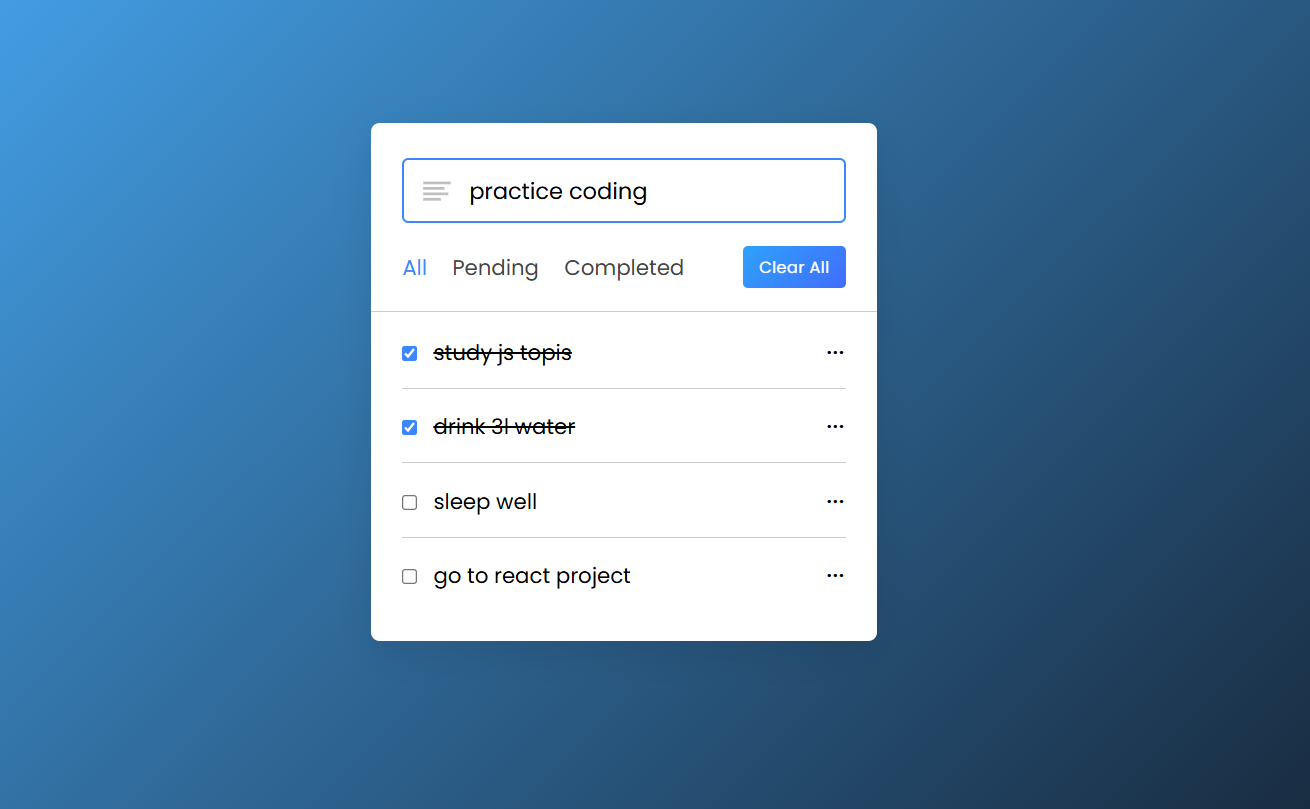 practice coding
All Pending Completed Clear All
study js topis
drink 3l water
sleep well
go to react project